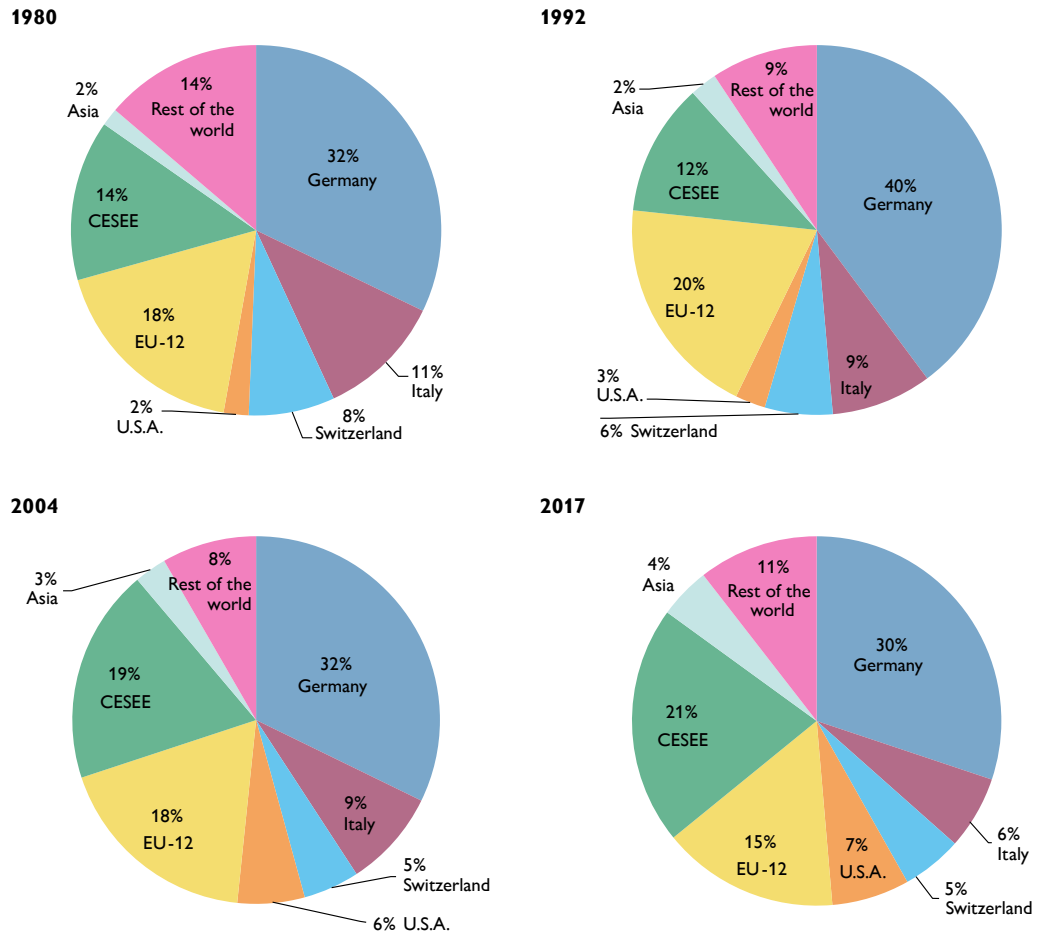 1980
14%
Rest of the
world
2%
Asia
32%
Germany
14%
CESEE
18%
EU-12
11%
Italy
2%
U.S.A.
8%
Switzerland
1992
9%
Rest of the
world
2%
Asia
12%
CESEE
40%
Germany
20%
EU-12
9%
Italy
3%
U.S.A.
6% Switzerland
2004
8%
Rest of the
world
3%
Asia
32%
Germany
19%
CESEE
18%
EU-12
9%
Italy
5%
Switzerland
6% U.S.A.
2017
11%
Rest of the
world
4%
Asia
30%
Germany
21%
CESEE
15%
EU-12
7%
U.S.A.
6%
Italy
5%
Switzerland